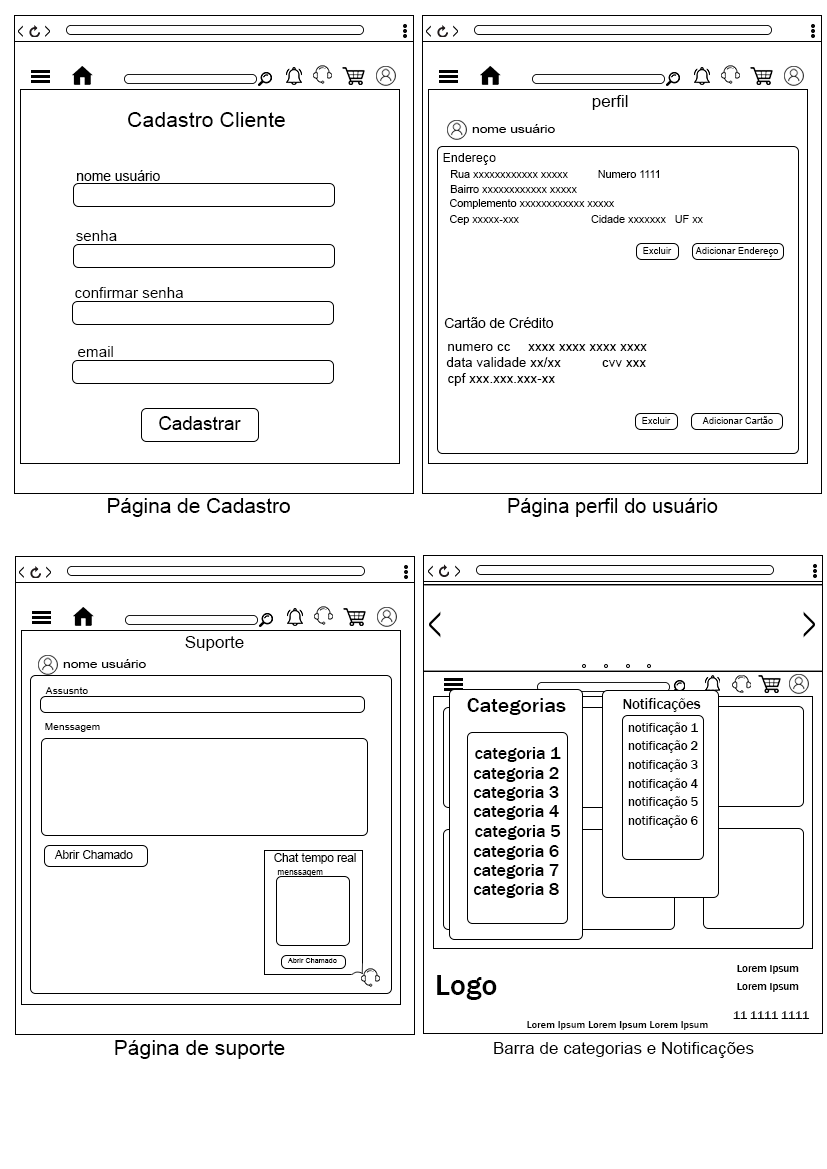 Cadastro Cliente
nome usuário
senha
confirmar senha
email
Cadastrar
Página de Cadastro
perfil
nome usuário
Endereço
Rua xxxxxxxxxxxx xxxxx Numero 1111
Bairro xxxxxxxxxxxx xxxxx
Complemento xxxxxxxxxxxx xxxxx
Cep xxxxx-xxx Cidade xxxxxxx UF xx
Excluir Adicionar Endereço
Cartão de Crédito
numero cc xxxx xxxx xxxx xxxx
data validade xx/xx cvv xxx
cpf xxx.xxx.xxx-xx
Excluir Adicionar Cartão
Página perfil do usuário
Suporte
nome usuário
Assusnto
Menssagem
Abrir Chamado
Chat tempo real
menssagem
Abrir Chamado
Página de suporte
Categorias
categoria 1
categoria 2
categoria 3
categoria 4
categoria 5
categoria 6
categoria 7
categoria 8
Notificações
notificação 1
notificação 2
notificação 3
notificação 4
notificação 5
notificação 6
Logo
Lorem Ipsum
Lorem Ipsum
11 1111 1111
Lorem Ipsum Lorem Ipsum Lorem Ipsum
Barra de categorias e Notificações